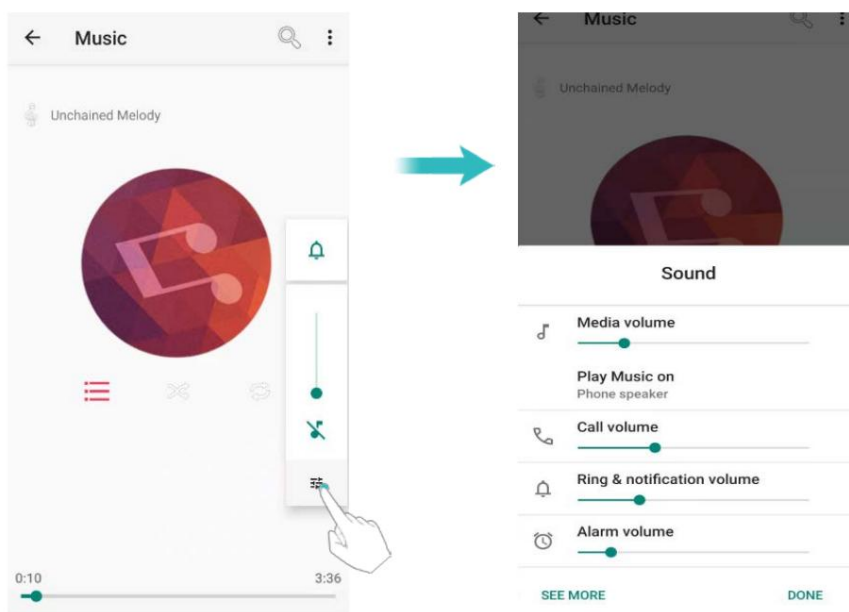 Music
Unchained Melody
0:10
3:36
Music
Unchained Melody
Sound
Media volume
Play Music on
Phone speaker
Call volume
Ring & notification volume
Alarm volume
SEE MORE
DONE